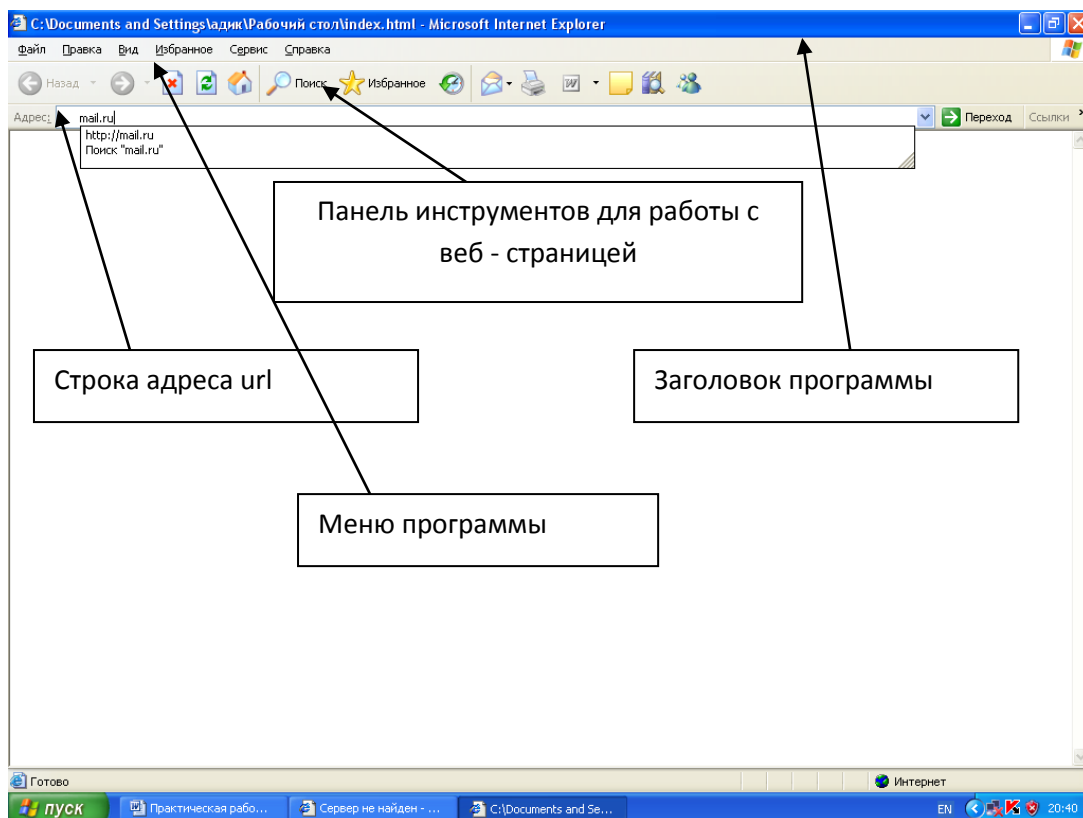 C:\Documents and Settings\адик\Рабочий стол\index.html - Microsoft Internet Explorer
Файл Правка Вид Избранное Сервис Справка
Назад Поиск Избранное
Адрес: mail.ru Переход Ссылки
http://mail.ru
Поиск "mail.ru"
Панель инструментов для работы с
веб - страницей
Строка адреса url
Заголовок программы
Меню программы
Готово Интернет
пуск Практическая рабо... Сервер не найден - ... C:\Documents and Se... EN 20:40